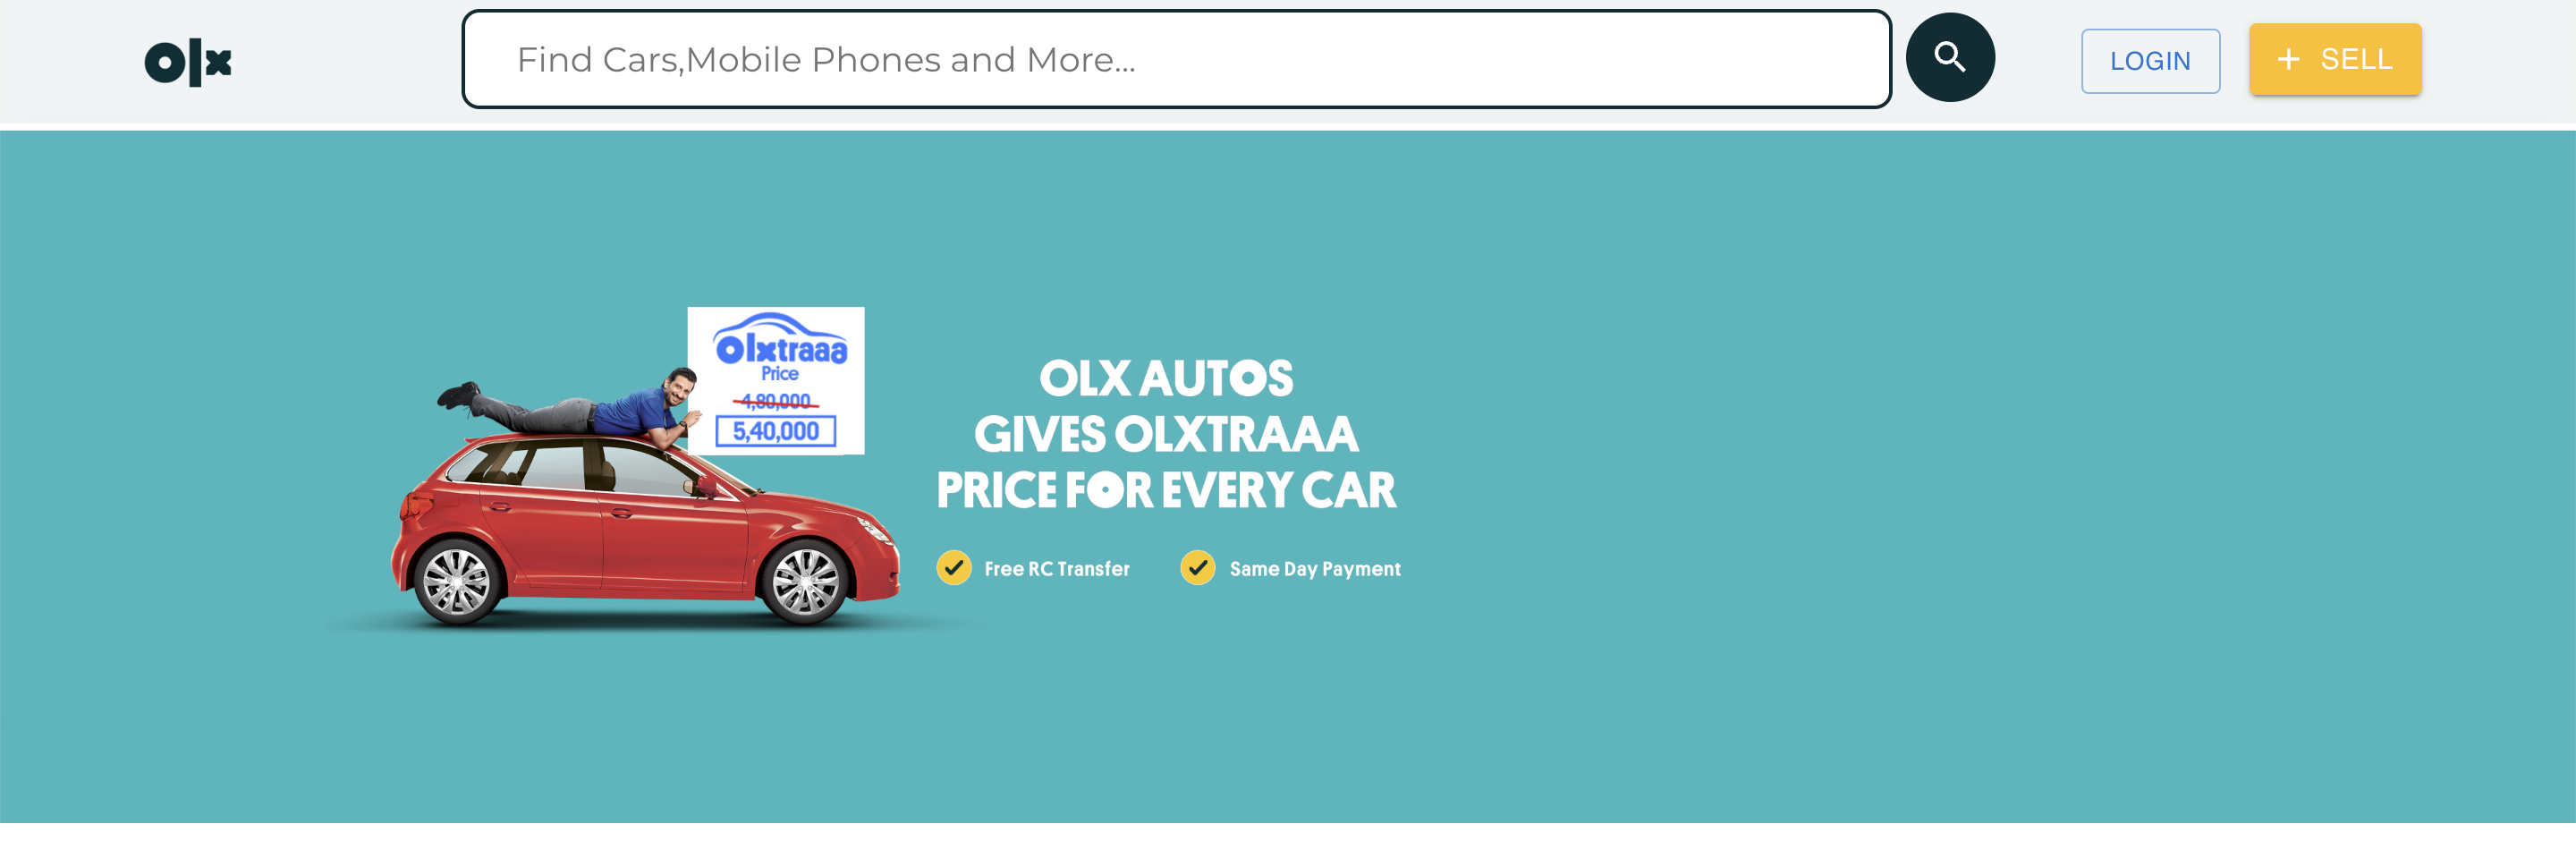 olx
Find Cars,Mobile Phones and More...
LOGIN
+ SELL
olxtraaa
Price
4,80,000
5,40,000
OLX AUTOS
GIVES OLXTRAAA
PRICE FOR EVERY CAR
Free RC Transfer
Same Day Payment